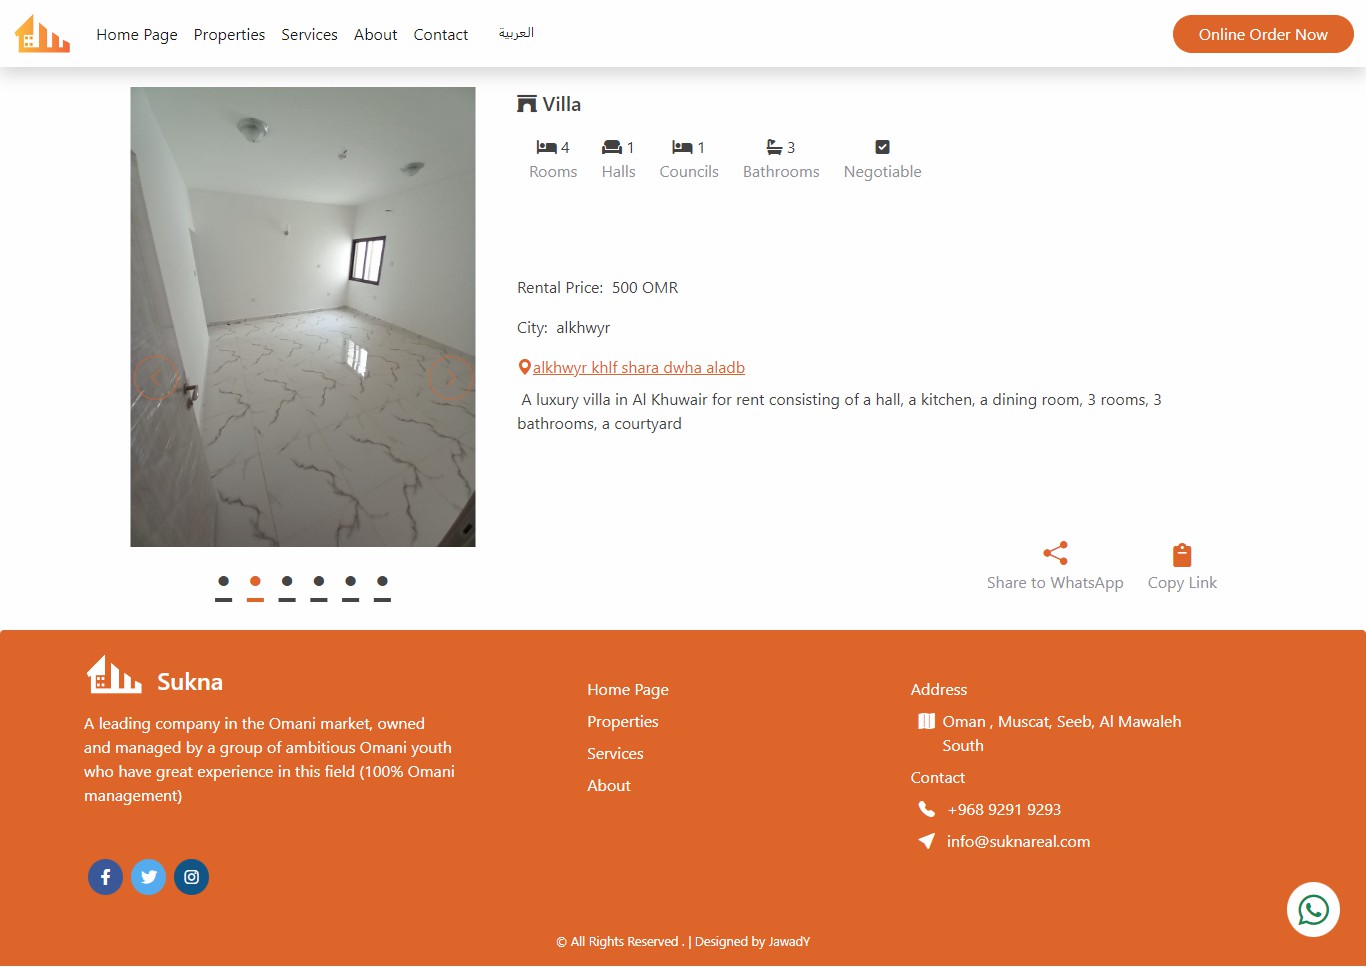 Home Page Properties Services About Contact العربية Online Order Now
Villa
4 1 1 3
Rooms Halls Councils Bathrooms Negotiable
Rental Price: 500 OMR
City: alkhwyr
alkhwyr khlf shara dwha aladb
A luxury villa in Al Khuwair for rent consisting of a hall, a kitchen, a dining room, 3 rooms, 3
bathrooms, a courtyard
Share to WhatsApp Copy Link
Sukna
A leading company in the Omani market, owned
and managed by a group of ambitious Omani youth
who have great experience in this field (100% Omani
management)
Home Page
Properties
Services
About
Address
Oman , Muscat, Seeb, Al Mawaleh
South
Contact
+968 9291 9293
info@suknareal.com
© All Rights Reserved . | Designed by JawadY